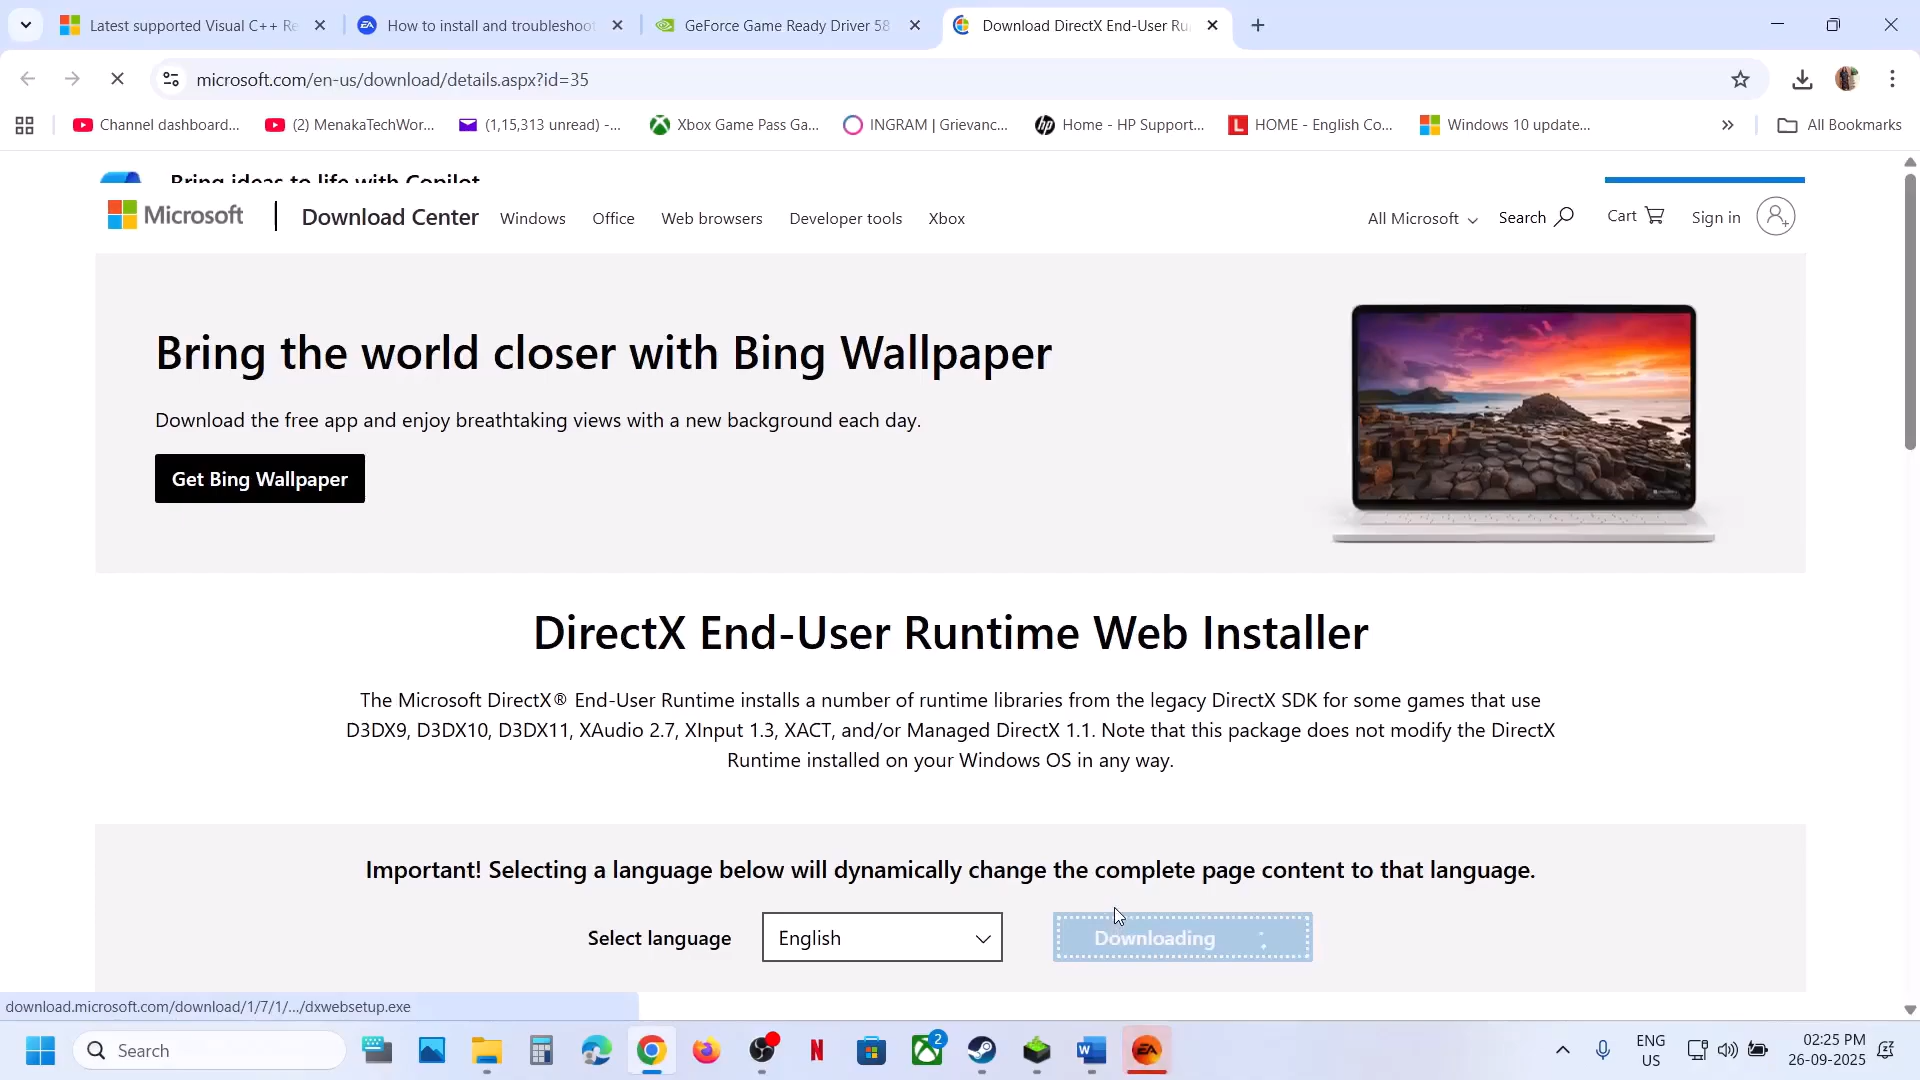 Latest supported Visual C++ Re
How to install and troubleshoot
GeForce Game Ready Driver 58
Download DirectX End-User Ru
microsoft.com/en-us/download/details.aspx?id=35
Channel dashboard...
(2) MenakaTechWor...
(1,15,313 unread) -...
Xbox Game Pass Ga...
INGRAM | Grievanc...
Home - HP Support...
HOME - English Co...
Windows 10 update...
»
All Bookmarks
Bring ideas to life with Copilot
Microsoft
Download Center
Windows
Office
Web browsers
Developer tools
Xbox
All Microsoft
Search
Cart
Sign in
Bring the world closer with Bing Wallpaper
Download the free app and enjoy breathtaking views with a new background each day.
Get Bing Wallpaper
DirectX End-User Runtime Web Installer
The Microsoft DirectX® End-User Runtime installs a number of runtime libraries from the legacy DirectX SDK for some games that use
D3DX9, D3DX10, D3DX11, XAudio 2.7, XInput 1.3, XACT, and/or Managed DirectX 1.1. Note that this package does not modify the DirectX
Runtime installed on your Windows OS in any way.
Important! Selecting a language below will dynamically change the complete page content to that language.
Select language
English
Downloading
download.microsoft.com/download/1/7/1/.../dxwebsetup.exe
Search
2
ENG
US
02:25 PM
26-09-2025